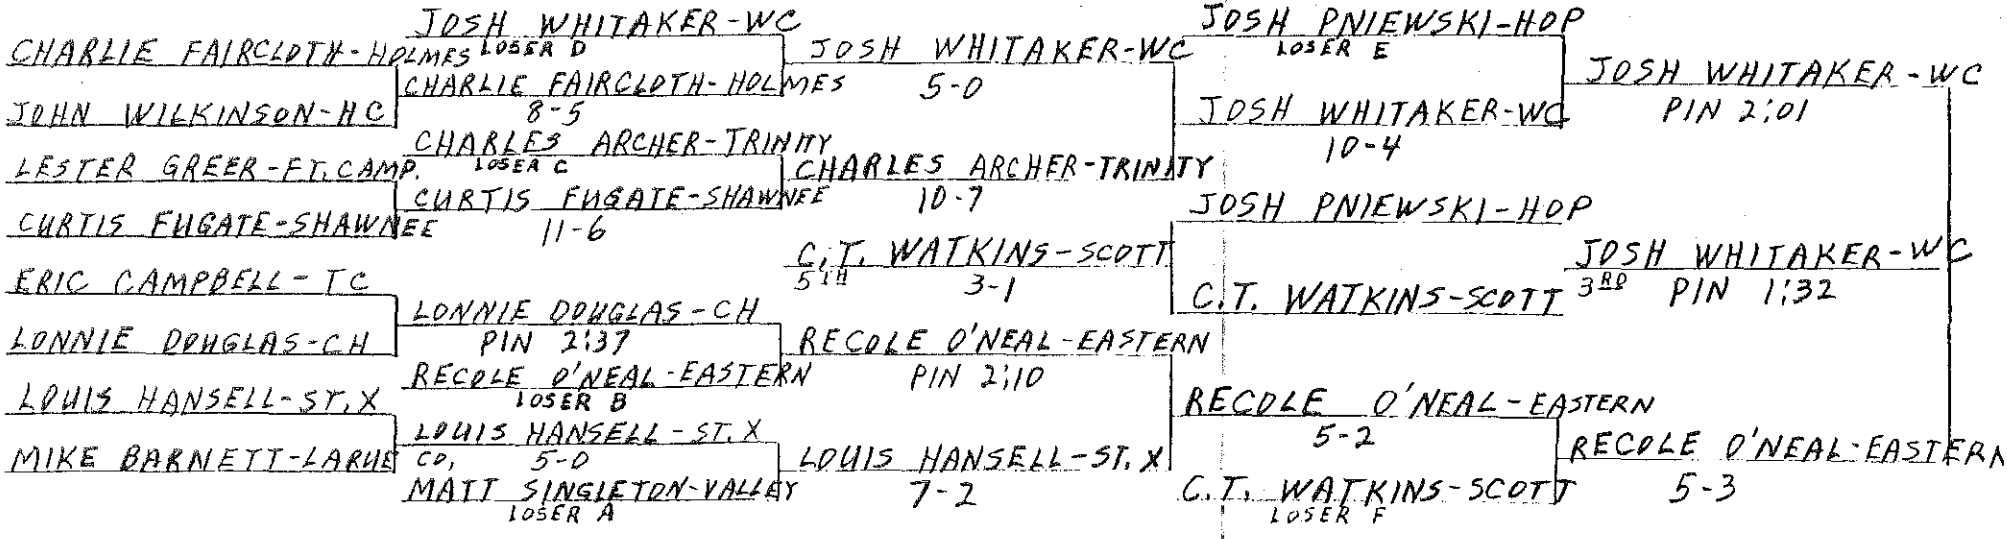 CHARLIE FAIRCLOTH-HOLMES
JOHN WILKINSON-HC
LESTER GREER-FT. CAMP.
CURTIS FUGATE-SHAWNEE
ERIC CAMPBELL-TC
LONNIE DOUGLAS-CH
LOUIS HANSELL-ST. X
MIKE BARNETT-LARUE CO.
JOSH WHITAKER-WC
LOSER D
CHARLIE FAIRCLOTH-HOLMES
8-5
CHARLES ARCHER-TRINITY
LOSER C
CURTIS FUGATE-SHAWNEE
11-6
LONNIE DOUGLAS-CH
PIN 2:37
RECOLE O'NEAL-EASTERN
LOSER B
LOUIS HANSELL-ST. X
5-0
MATT SINGLETON-VALLEY
LOSER A
JOSH WHITAKER-WC
5-0
CHARLES ARCHER-TRINITY
10-7
C.T. WATKINS-SCOTT
5TH 3-1
RECOLE O'NEAL-EASTERN
PIN 2:10
LOUIS HANSELL-ST. X
7-2
JOSH PNIEWSKI-HOP
LOSER E
JOSH WHITAKER-WC
10-4
JOSH PNIEWSKI-HOP
C.T. WATKINS-SCOTT
RECOLE O'NEAL-EASTERN
5-2
C.T. WATKINS-SCOTT
LOSER F
JOSH WHITAKER-WC
PIN 2:01
JOSH WHITAKER-WC
3RD PIN 1:32
RECOLE O'NEAL-EASTERN
5-3